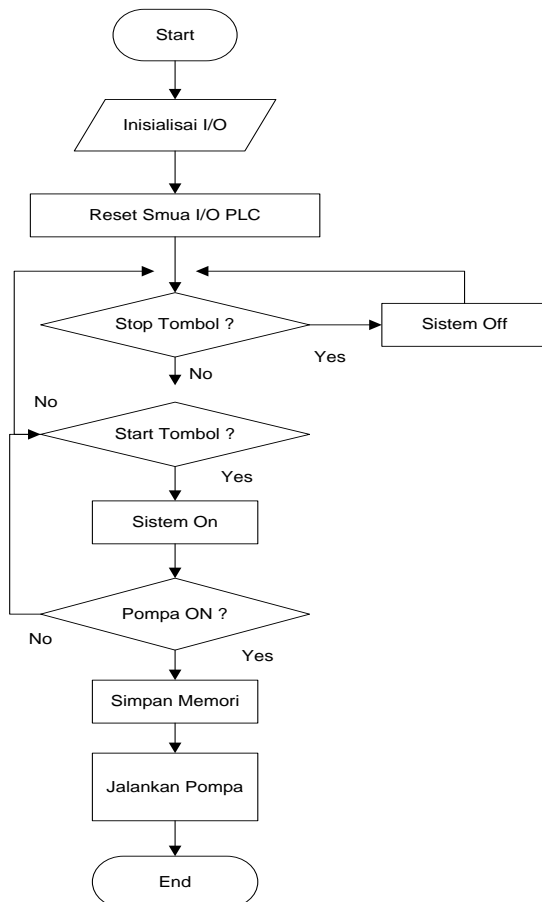 Start
Inisialisai I/O
Reset Smua I/O PLC
Stop Tombol ?
Sistem Off
Yes
No
No
Start Tombol ?
Yes
Sistem On
Pompa ON ?
No
Yes
Simpan Memori
Jalankan Pompa
End